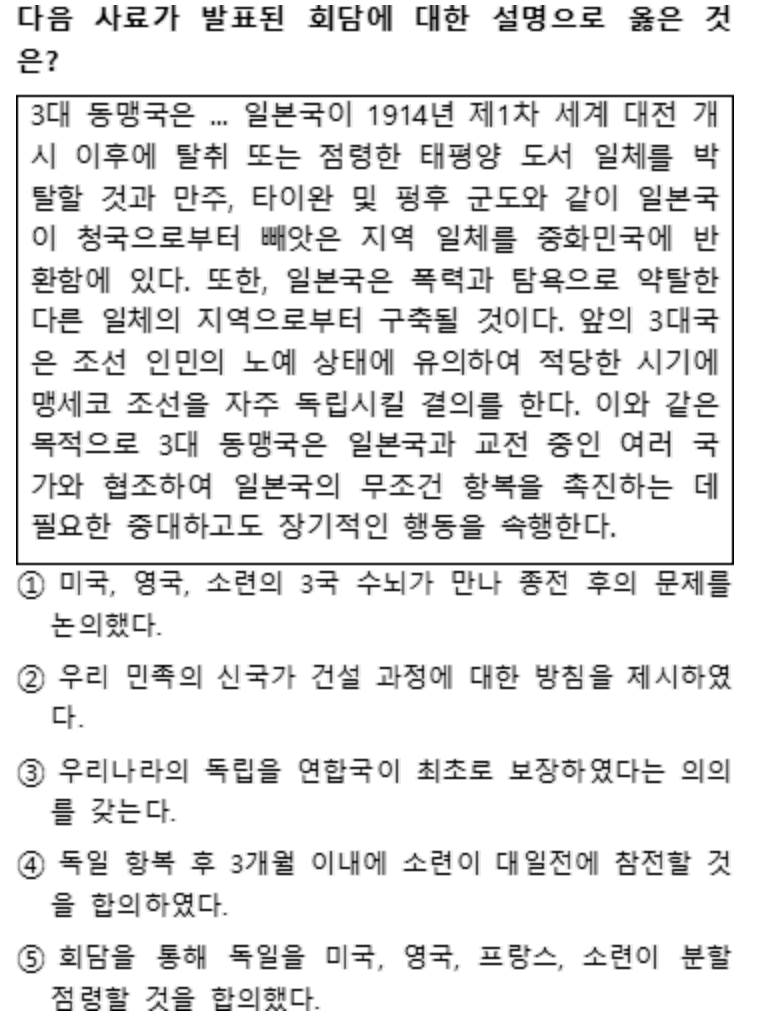 다음 사료가 발표된 회담에 대한 설명으로 옳은 것
은?
3대 동맹국은 ... 일본국이 1914년 제1차 세계 대전 개
시 이후에 탈취 또는 점령한 태평양 도서 일체를 박
탈할 것과 만주, 타이완 및 펑후 군도와 같이 일본국
이 청국으로부터 빼앗은 지역 일체를 중화민국에 반
환함에 있다. 또한, 일본국은 폭력과 탐욕으로 약탈한
다른 일체의 지역으로부터 구축될 것이다. 앞의 3대국
은 조선 인민의 노예 상태에 유의하여 적당한 시기에
맹세코 조선을 자주 독립시킬 결의를 한다. 이와 같은
목적으로 3대 동맹국은 일본국과 교전 중인 여러 국
가와 협조하여 일본국의 무조건 항복을 촉진하는 데
필요한 중대하고도 장기적인 행동을 속행한다.
① 미국, 영국, 소련의 3국 수뇌가 만나 종전 후의 문제를
논의했다.
② 우리 민족의 신국가 건설 과정에 대한 방침을 제시하였
다.
③ 우리나라의 독립을 연합국이 최초로 보장하였다는 의의
를 갖는다.
④ 독일 항복 후 3개월 이내에 소련이 대일전에 참전할 것
을 합의하였다.
⑤ 회담을 통해 독일을 미국, 영국, 프랑스, 소련이 분할
점령할 것을 합의했다.